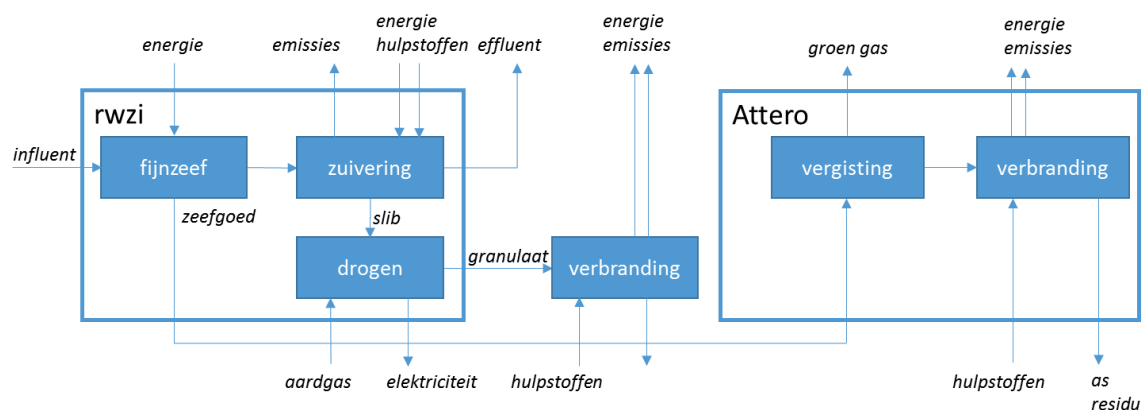 energie
emissies
energie
hulpstoffen
effluent
energie
emissies
groen gas
energie
emissies
rwzi
Attero
influent
fijnzeef
zuivering
vergisting
verbranding
zeefgoed
slib
drogen
granulaat
verbranding
aardgas
elektriciteit
hulpstoffen
hulpstoffen
as
residu